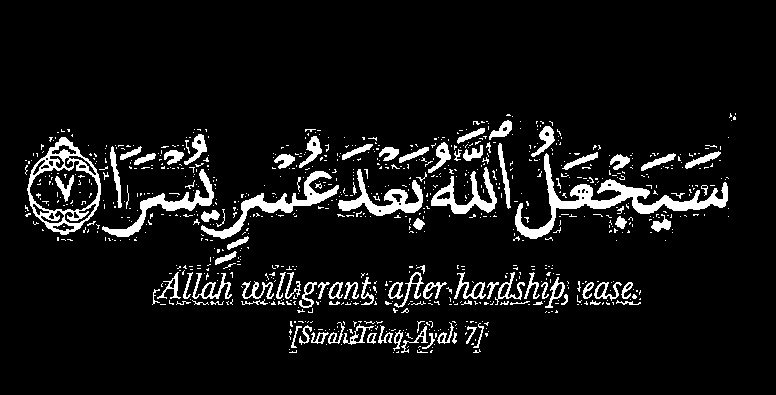 سَيَجْعَلُ ٱللَّهُ بَعْدَ عُسْرٍ يُسْرًا ٧
Allah will grant, after hardship, ease.
[Surah Talaq, Ayah 7]